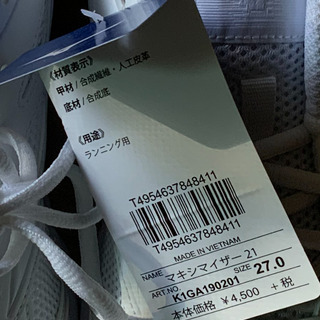 《材質表示》
甲材/合成繊維・人工皮革
底材/合成底
《用途》
ランニング用
T4954637848411
T4954637848411
MADE IN VIETNAM
NAME マキシマイザー 21
ART.NO. K1GA190201 SIZE 27.0
本体価格 ¥4,500 +税